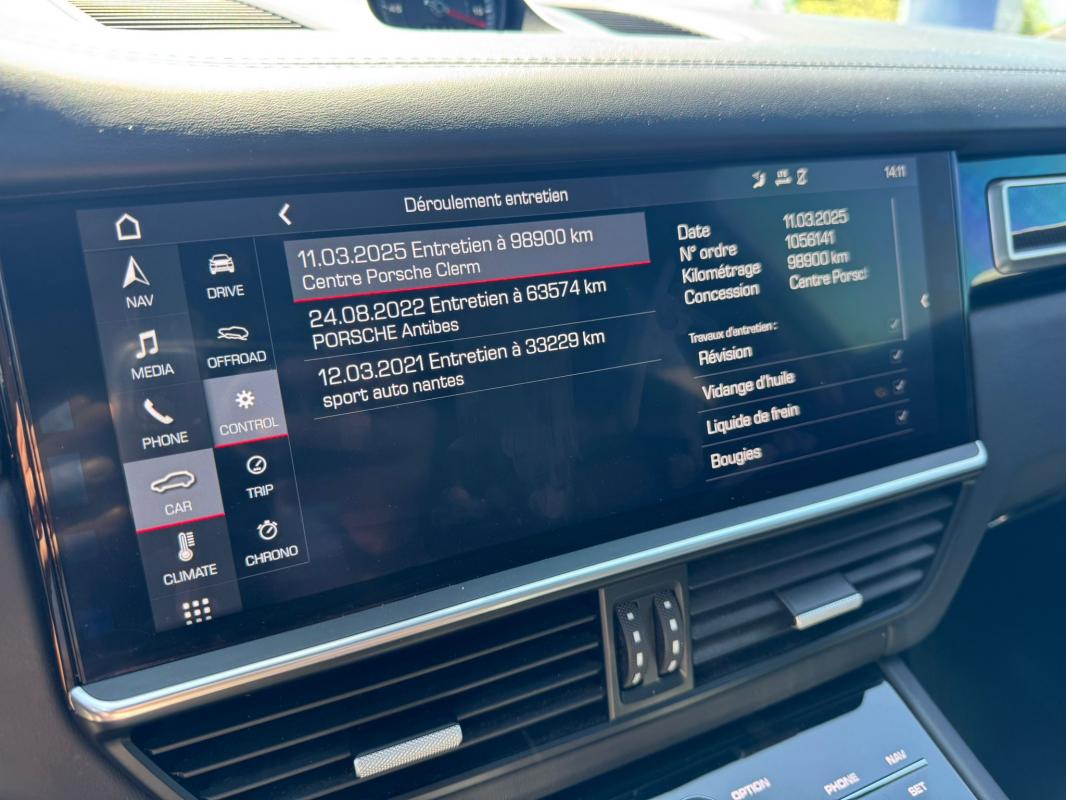 Déroulement entretien
14:11
NAV
MEDIA
PHONE
CAR
CLIMATE
DRIVE
OFFROAD
CONTROL
TRIP
CHRONO
11.03.2025 Entretien à 98900 km
Centre Porsche Clerm
24.08.2022 Entretien à 63574 km
PORSCHE Antibes
12.03.2021 Entretien à 33229 km
sport auto nantes
Date 11.03.2025
N° ordre 1056141
Kilométrage 98900 km
Concession Centre Porsc
Travaux d'entretien :
Révision
Vidange d'huile
Liquide de frein
Bougies
OPTION
PHONE
NAV
SET